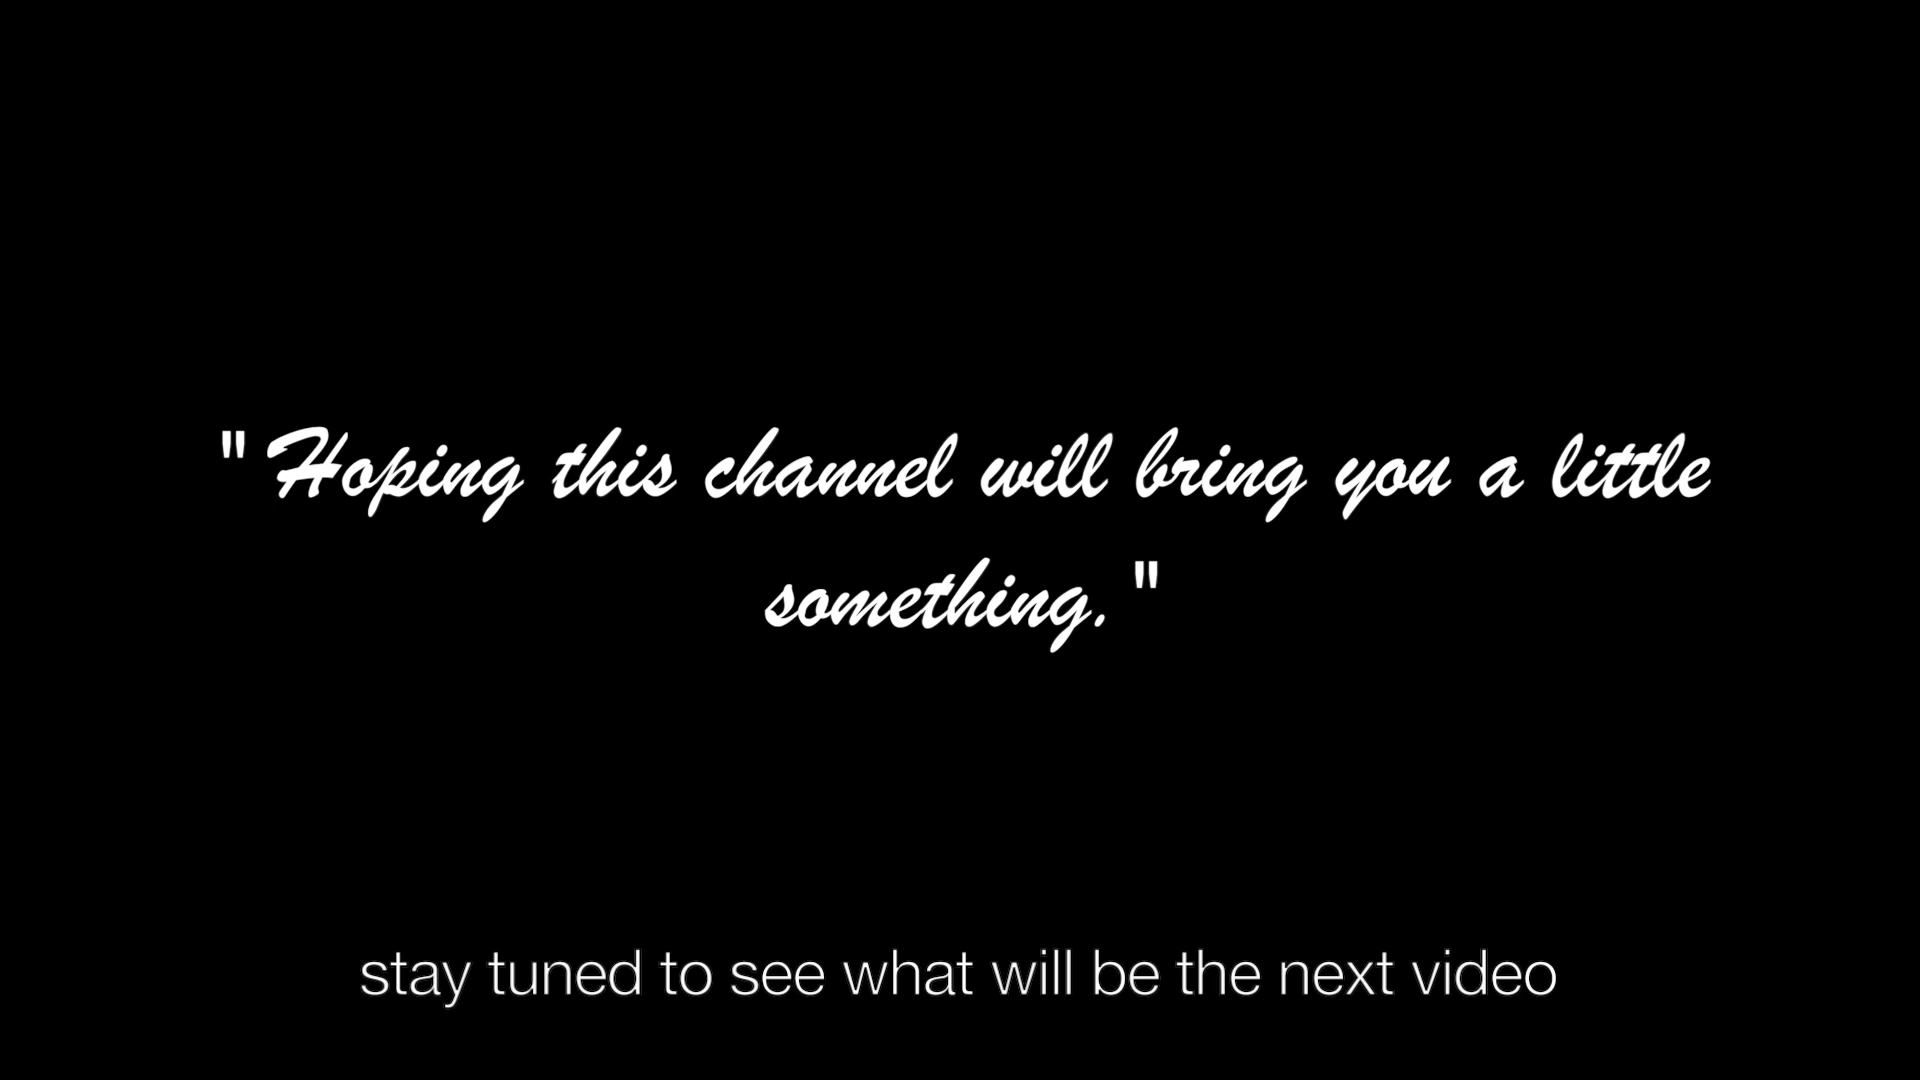 "Hoping this channel will bring you a little
something."
stay tuned to see what will be the next video